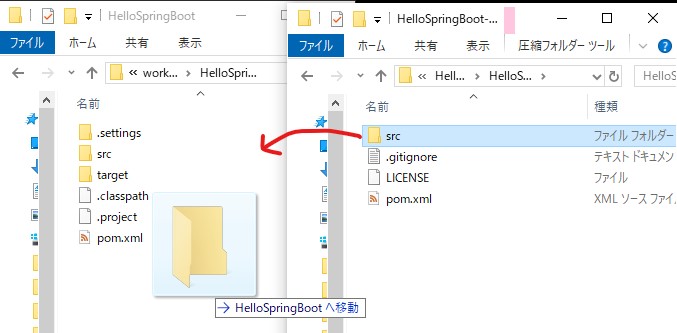 HelloSpringBoot
ファイル ホーム 共有 表示
« work... > HelloSpri...
名前
.settings
src
target
.classpath
.project
pom.xml
→ HelloSpringBoot へ移動
HelloSpringBoot-...
ファイル ホーム 共有 表示 圧縮フォルダー ツール
« Hell... > HelloS... >
HelloS
名前 種類
src ファイル フォルダー
.gitignore テキスト ドキュメン
LICENSE ファイル
pom.xml XML ソース ファイ